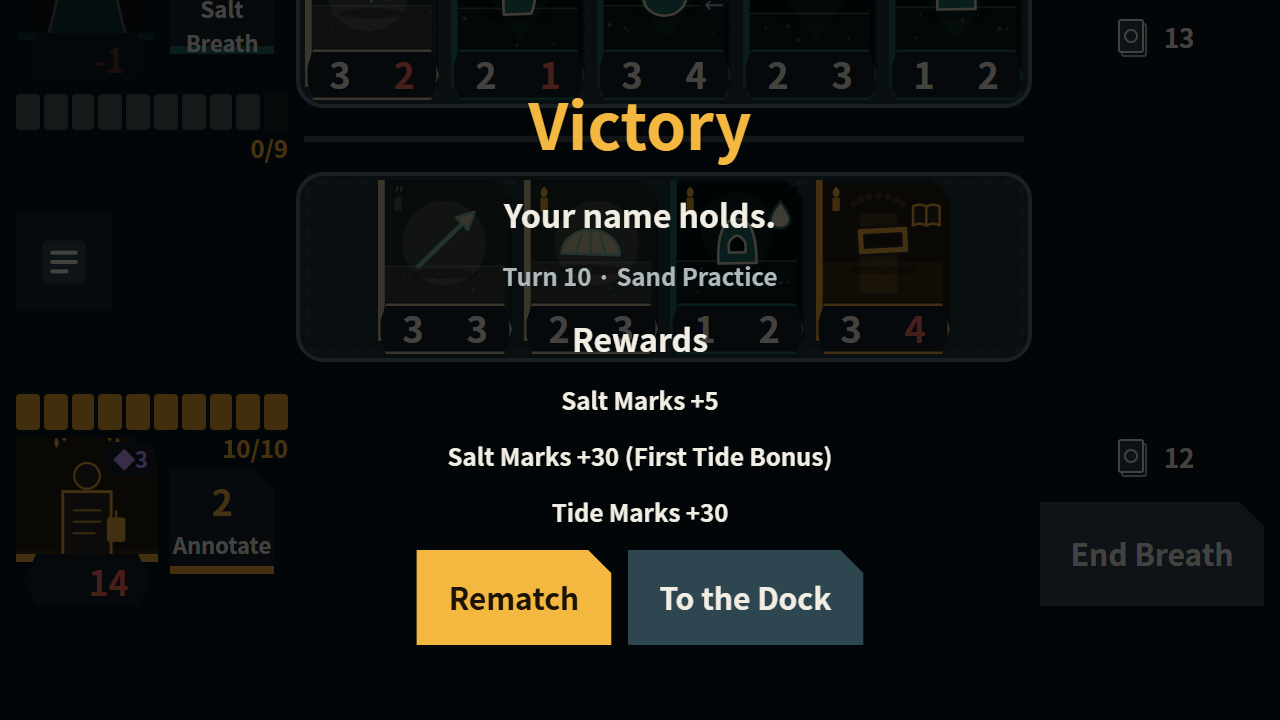 Salt
Breath
-1
3 2
2 1
3 4
2 3
1 2
13
Victory
0/9
Your name holds.
Turn 10 · Sand Practice
3 3
2 3
1 2
3 4
Rewards
Salt Marks +5
Salt Marks +30 (First Tide Bonus)
Tide Marks +30
10/10
3
2
Annotate
14
12
End Breath
Rematch
To the Dock